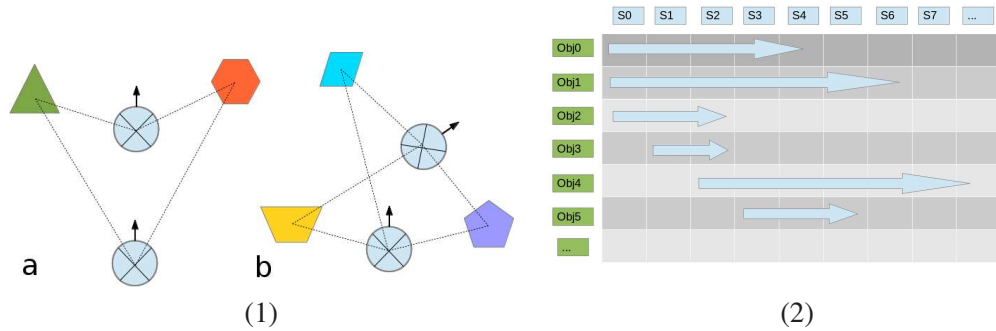 S0 S1 S2 S3 S4 S5 S6 S7 ...
Obj0
Obj1
Obj2
Obj3
Obj4
Obj5
...
a
b
(1)
(2)